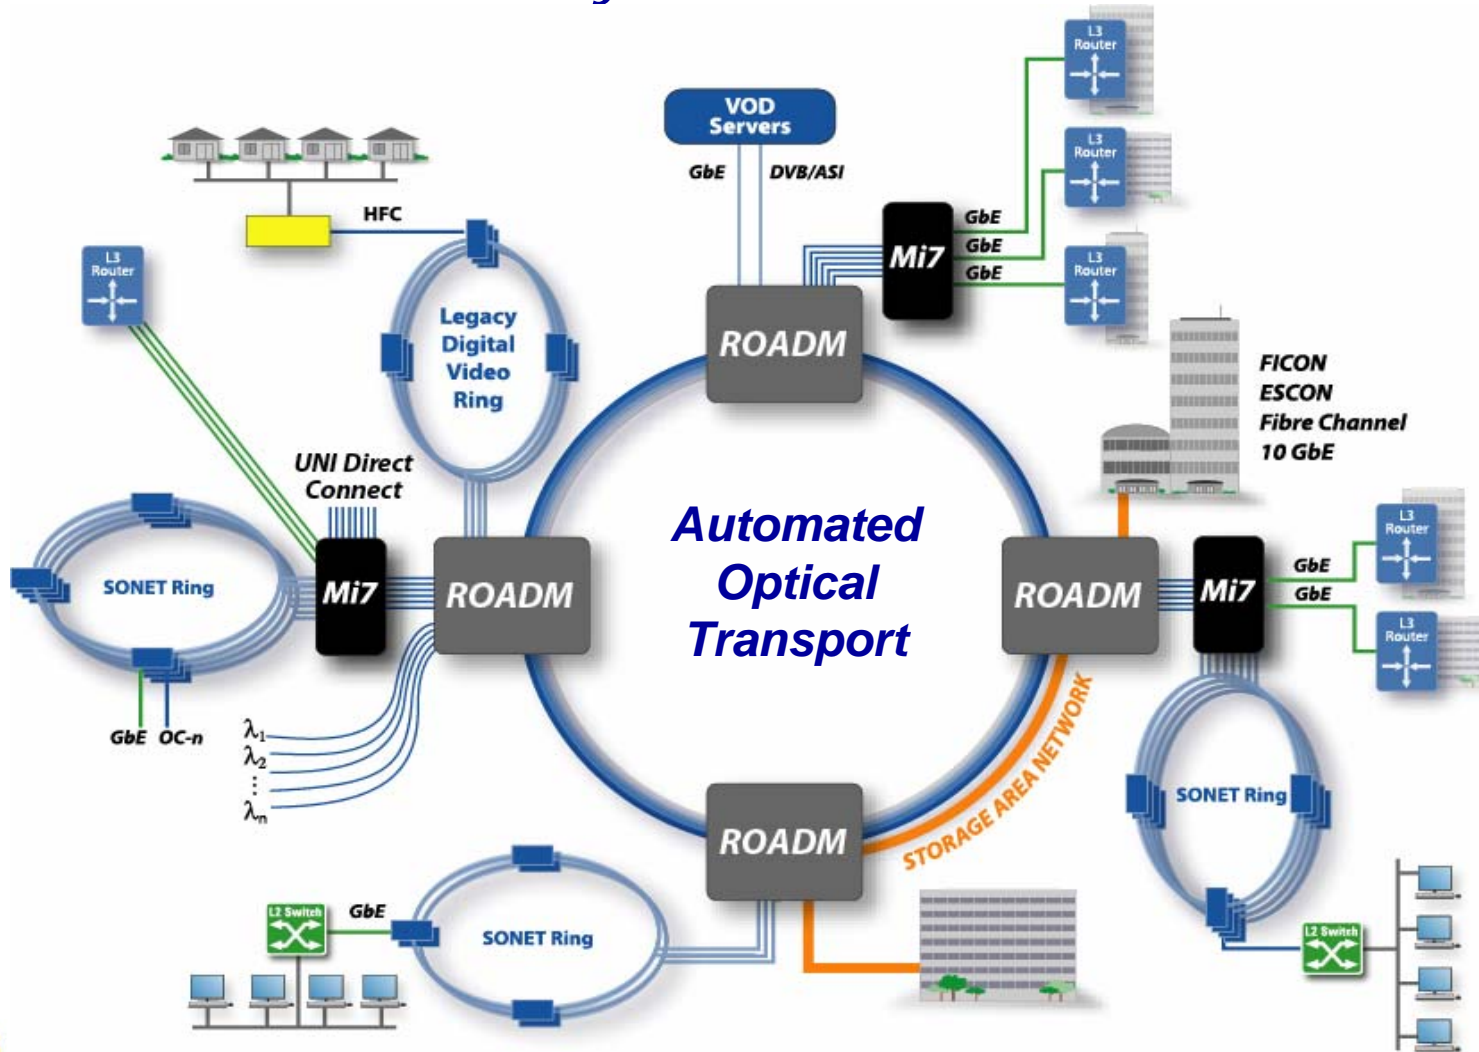 VOD
Servers
GbE
DVB/ASI
L3
Router
L3
Router
L3
Router
GbE
GbE
GbE
Mi7
HFC
L3
Router
Legacy
Digital
Video
Ring
ROADM
FICON
ESCON
Fibre Channel
10 GbE
UNI Direct
Connect
SONET Ring
Mi7
ROADM
Automated
Optical
Transport
ROADM
Mi7
GbE
GbE
L3
Router
L3
Router
GbE
OC-n
λ1
λ2
⋮
λn
STORAGE AREA NETWORK
SONET Ring
ROADM
L2 Switch
GbE
SONET Ring
L2 Switch